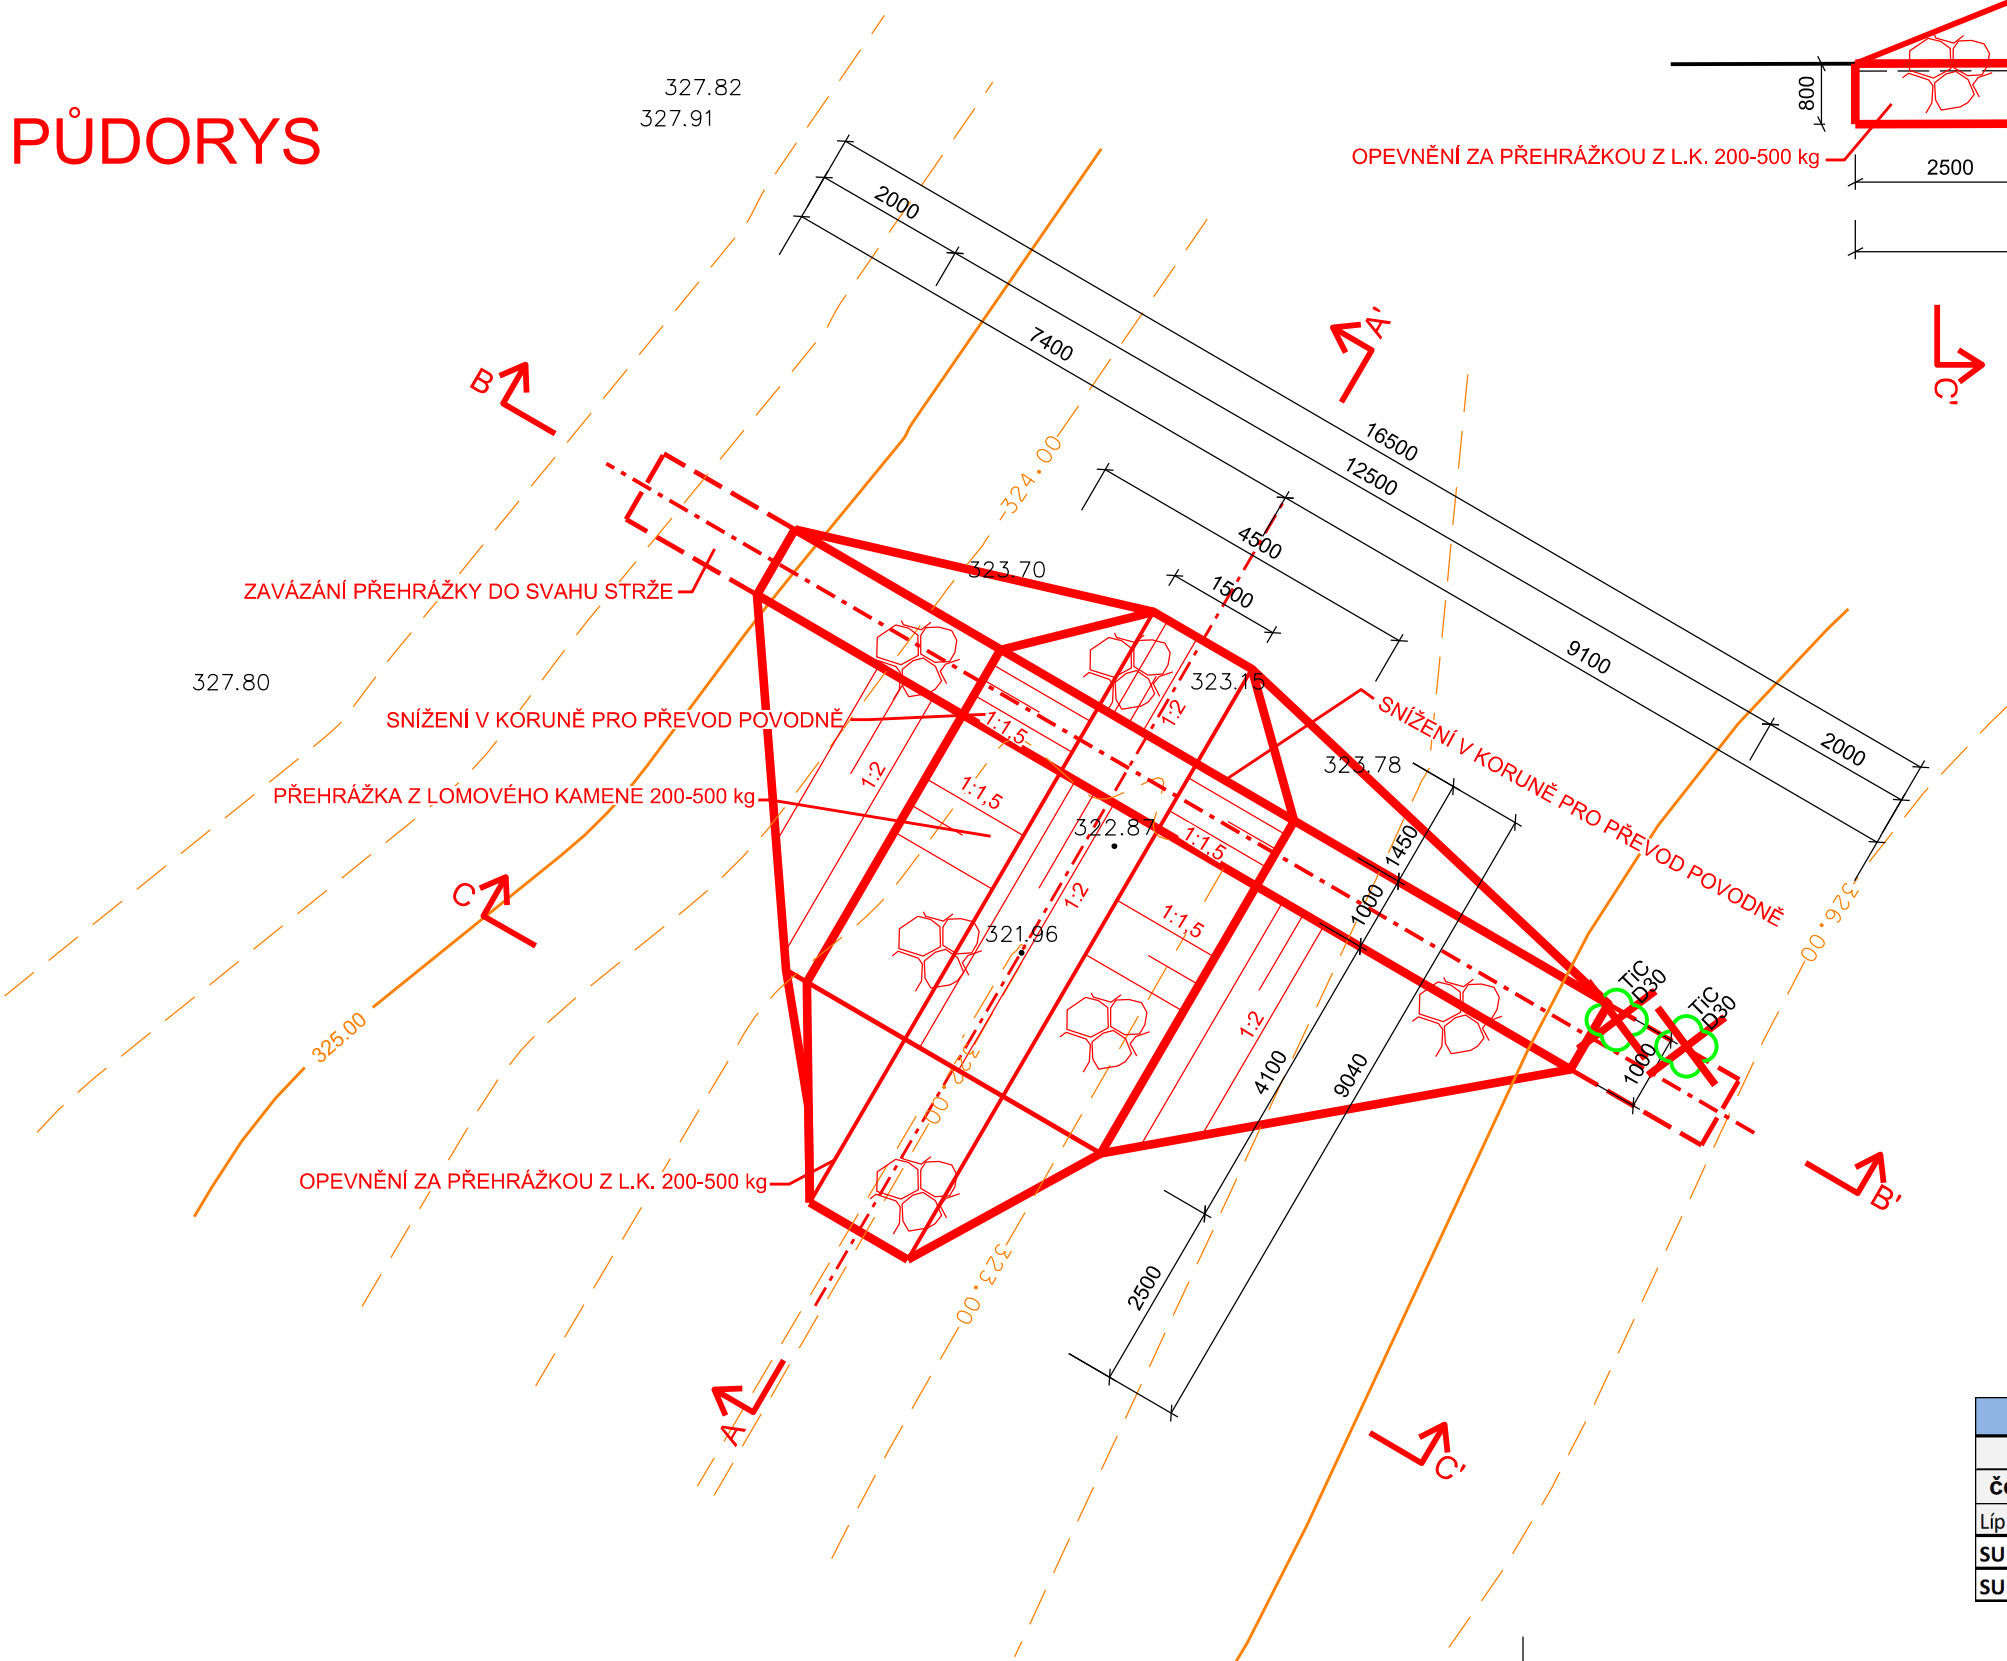 PŮDORYS
327.82
327.91
800
OPEVNĚNÍ ZA PŘEHRÁŽKOU Z L.K. 200-500 kg
2500
2000
7400
16500
12500
A'
C'
B
324.00
4500
1500
9100
2000
323.70
ZAVÁZÁNÍ PŘEHRÁŽKY DO SVAHU STRŽE
327.80
323.15
SNÍŽENÍ V KORUNĚ PRO PŘEVOD POVODNĚ
SNÍŽENÍ V KORUNĚ PRO PŘEVOD POVODNĚ
1:1,5
1:2
1:2
323.78
PŘEHRÁŽKA Z LOMOVÉHO KAMENE 200-500 kg
1:1,5
322.87
1:1,5
1450
1000
C
1:2
1:1,5
321.96
326.00
TiC
D30
TiC
D30
325.00
1:2
322.00
4100
9040
1000
OPEVNĚNÍ ZA PŘEHRÁŽKOU Z L.K. 200-500 kg
B'
323.00
2500
A
C'
Líp
SU
SU